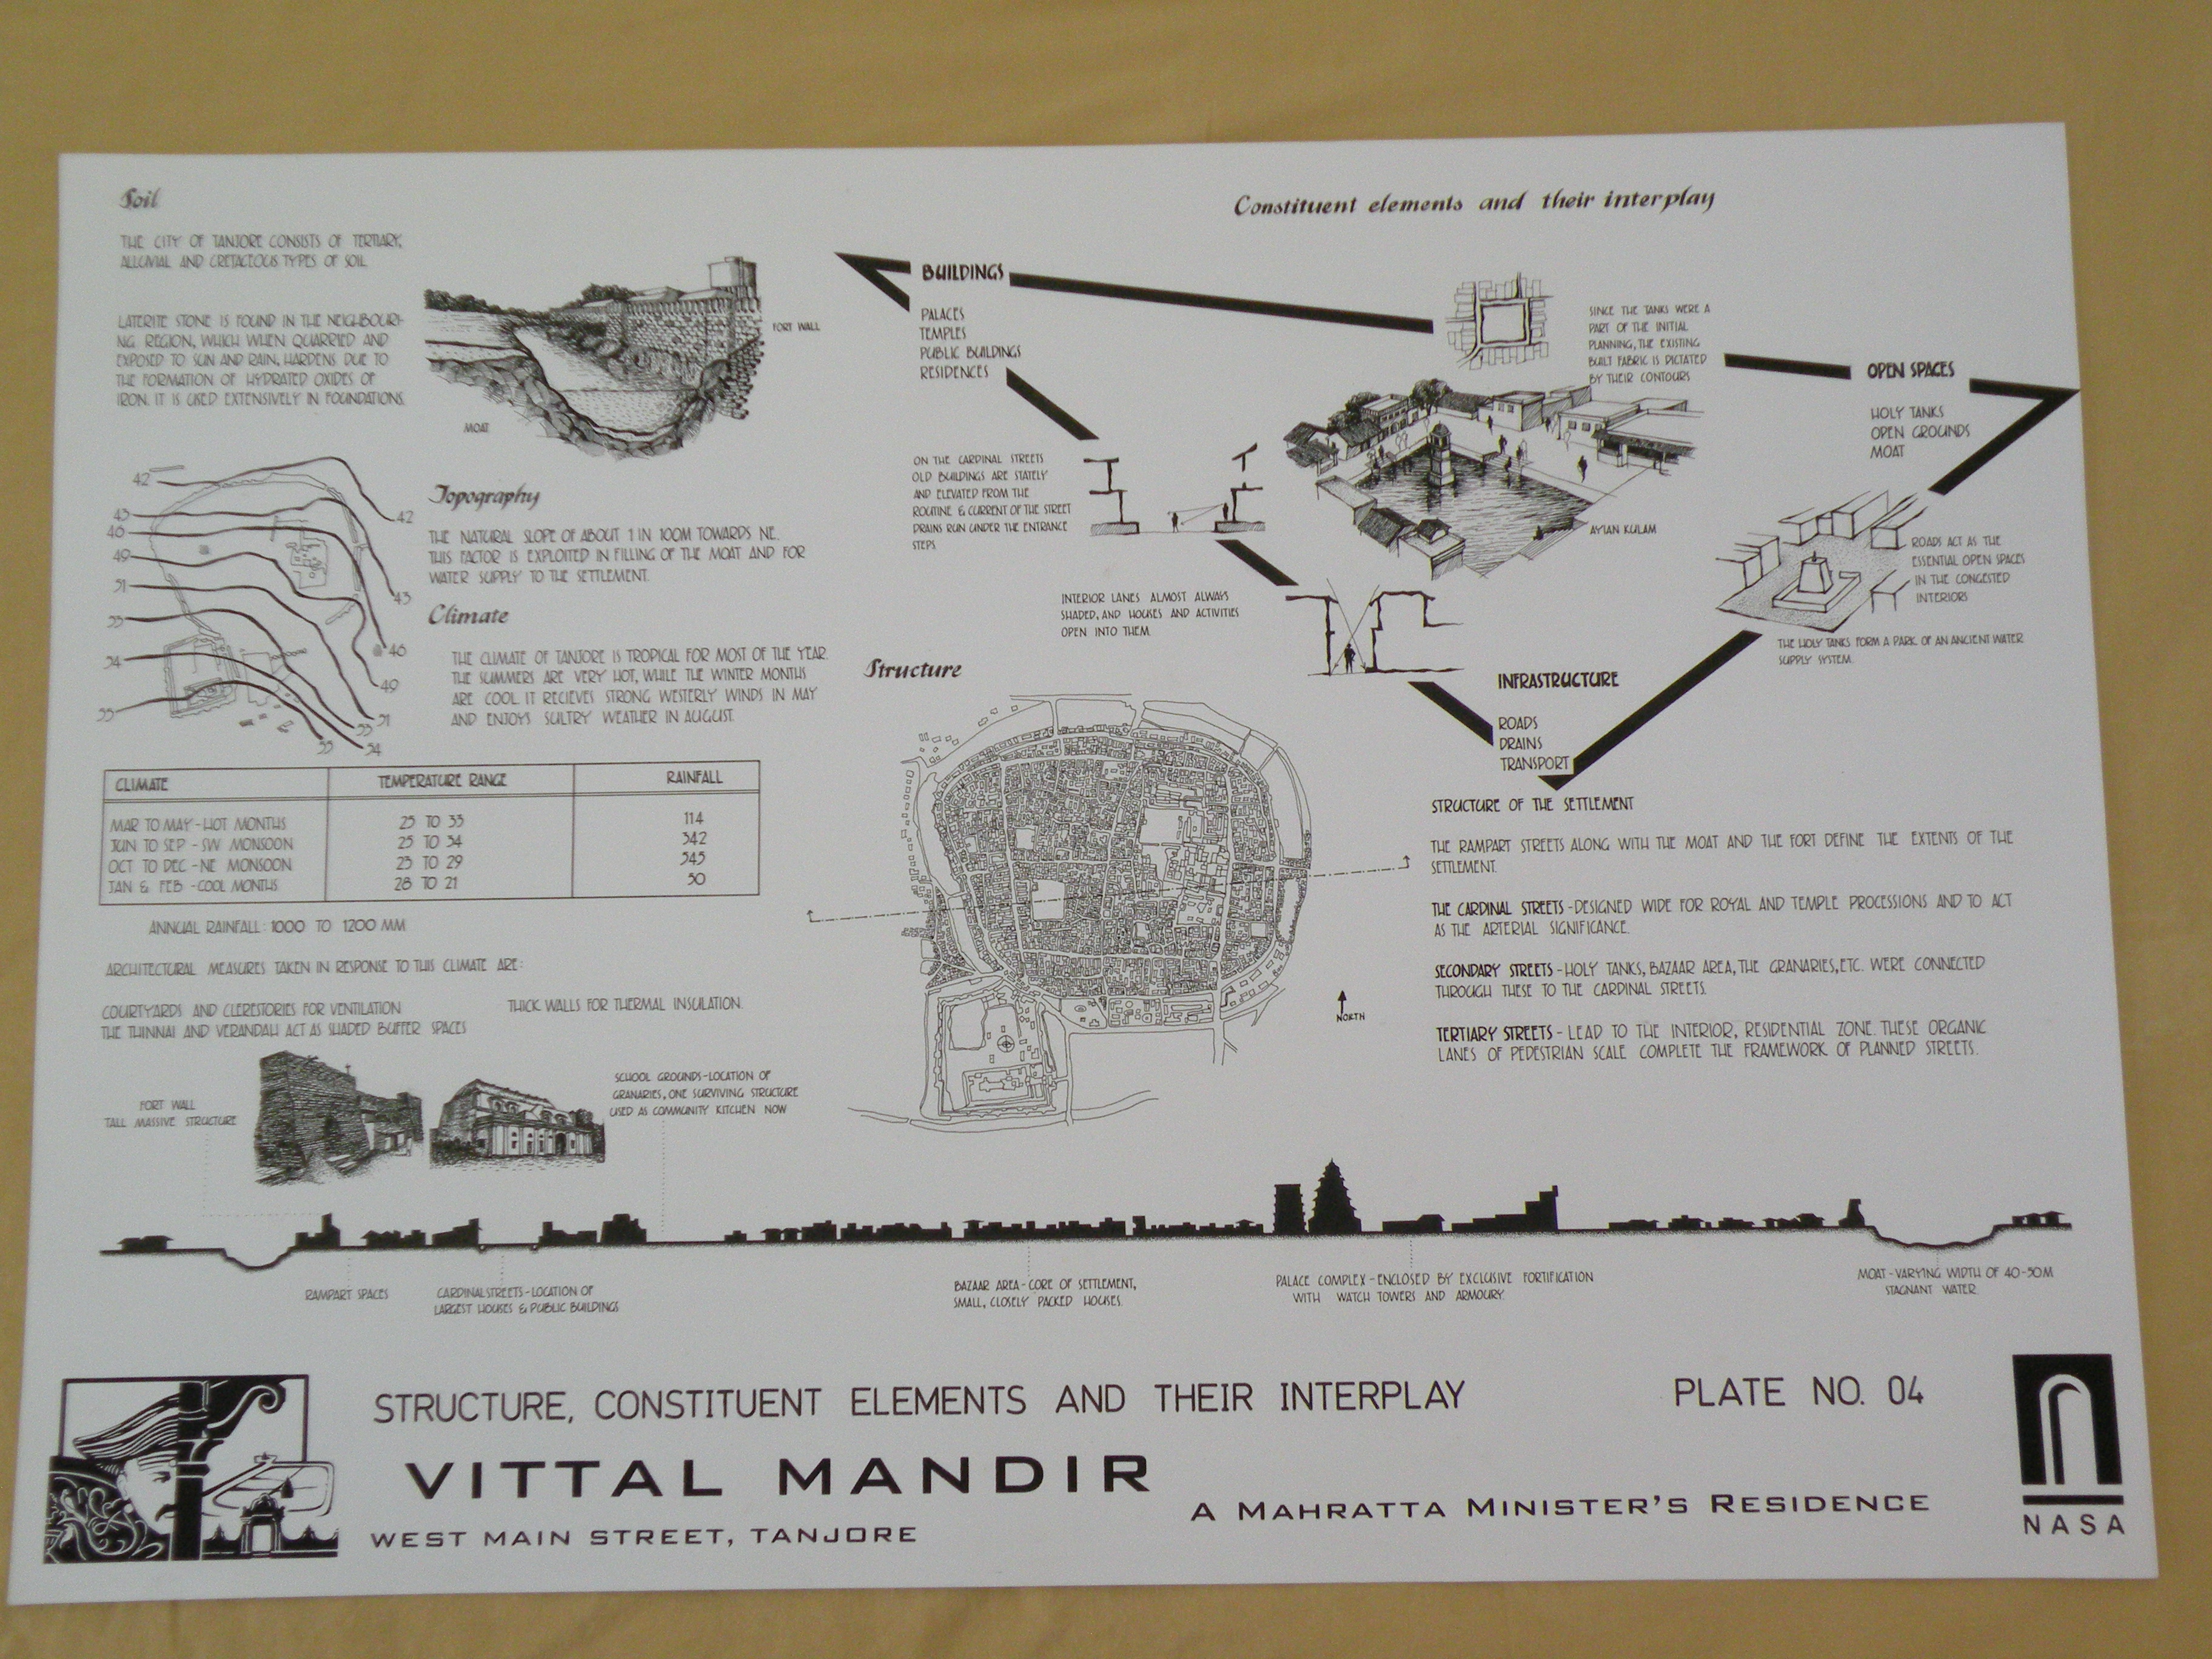 Soil
THE CITY OF TANJORE CONSISTS OF TERTIARY,
ALLUVIAL AND CRETACEOUS TYPES OF SOIL
LATERITE STONE IS FOUND IN THE NEIGHBOURI-
NG REGION, WHICH WHEN QUARRIED AND
EXPOSED TO SUN AND RAIN, HARDENS DUE TO
THE FORMATION OF HYDRATED OXIDES OF
IRON. IT IS USED EXTENSIVELY IN FOUNDATIONS.
FORT WALL
MOAT
42
43
46
49
51
53
54
55
42
43
46
49
51
53
54
55
Topography
THE NATURAL SLOPE OF ABOUT 1 IN 100M TOWARDS NE.
THIS FACTOR IS EXPLOITED IN FILLING OF THE MOAT AND FOR
WATER SUPPLY TO THE SETTLEMENT.
Climate
THE CLIMATE OF TANJORE IS TROPICAL FOR MOST OF THE YEAR.
THE SUMMERS ARE VERY HOT, WHILE THE WINTER MONTHS
ARE COOL. IT RECIEVES STRONG WESTERLY WINDS IN MAY
AND ENJOYS SULTRY WEATHER IN AUGUST.
CLIMATE TEMPERATURE RANGE RAINFALL
MAR TO MAY - HOT MONTHS 25 TO 33 114
JUN TO SEP - SW MONSOON 25 TO 34 342
OCT TO DEC - NE MONSOON 23 TO 29 545
JAN & FEB - COOL MONTHS 28 TO 21 50
ANNUAL RAINFALL : 1000 TO 1200 MM
ARCHITECTURAL MEASURES TAKEN IN RESPONSE TO THIS CLIMATE ARE:
COURTYARDS AND CLERESTORIES FOR VENTILATION THICK WALLS FOR THERMAL INSULATION.
THE THINNAI AND VERANDAH ACT AS SHADED BUFFER SPACES
FORT WALL
TALL MASSIVE STRUCTURE
SCHOOL GROUNDS-LOCATION OF
GRANARIES, ONE SURVIVING STRUCTURE
USED AS COMMUNITY KITCHEN NOW
Constituent elements and their interplay
BUILDINGS
PALACES
TEMPLES
PUBLIC BUILDINGS
RESIDENCES
SINCE THE TANKS WERE A
PART OF THE INITIAL
PLANNING, THE EXISTING
BUILT FABRIC IS DICTATED
BY THEIR CONTOURS
OPEN SPACES
HOLY TANKS
OPEN GROUNDS
MOAT
ON THE CARDINAL STREETS
OLD BUILDINGS ARE STATELY
AND ELEVATED FROM THE
ROUTINE & CURRENT OF THE STREET
DRAINS RUN UNDER THE ENTRANCE
STEPS
AYIAN KULAM
ROADS ACT AS THE
ESSENTIAL OPEN SPACES
IN THE CONGESTED
INTERIORS
THE HOLY TANKS FORM A PARK OF AN ANCIENT WATER
SUPPLY SYSTEM.
INTERIOR LANES ALMOST ALWAYS
SHADED, AND HOUSES AND ACTIVITIES
OPEN INTO THEM.
INFRASTRUCTURE
ROADS
DRAINS
TRANSPORT
Structure
NORTH
STRUCTURE OF THE SETTLEMENT
THE RAMPART STREETS ALONG WITH THE MOAT AND THE FORT DEFINE THE EXTENTS OF THE
SETTLEMENT.
THE CARDINAL STREETS -DESIGNED WIDE FOR ROYAL AND TEMPLE PROCESSIONS AND TO ACT
AS THE ARTERIAL SIGNIFICANCE.
SECONDARY STREETS -HOLY TANKS, BAZAAR AREA, THE GRANARIES, ETC. WERE CONNECTED
THROUGH THESE TO THE CARDINAL STREETS.
TERTIARY STREETS - LEAD TO THE INTERIOR, RESIDENTIAL ZONE. THESE ORGANIC
LANES OF PEDESTRIAN SCALE COMPLETE THE FRAMEWORK OF PLANNED STREETS.
RAMPART SPACES
CARDINAL STREETS-LOCATION OF
LARGEST HOUSES & PUBLIC BUILDINGS
BAZAAR AREA - CORE OF SETTLEMENT,
SMALL, CLOSELY PACKED HOUSES.
PALACE COMPLEX - ENCLOSED BY EXCLUSIVE FORTIFICATION
WITH WATCH TOWERS AND ARMOURY.
MOAT - VARYING WIDTH OF 40-50M
STAGNANT WATER.
STRUCTURE, CONSTITUENT ELEMENTS AND THEIR INTERPLAY PLATE NO. 04
VITTAL MANDIR
A MAHRATTA MINISTER'S RESIDENCE
WEST MAIN STREET, TANJORE
NASA